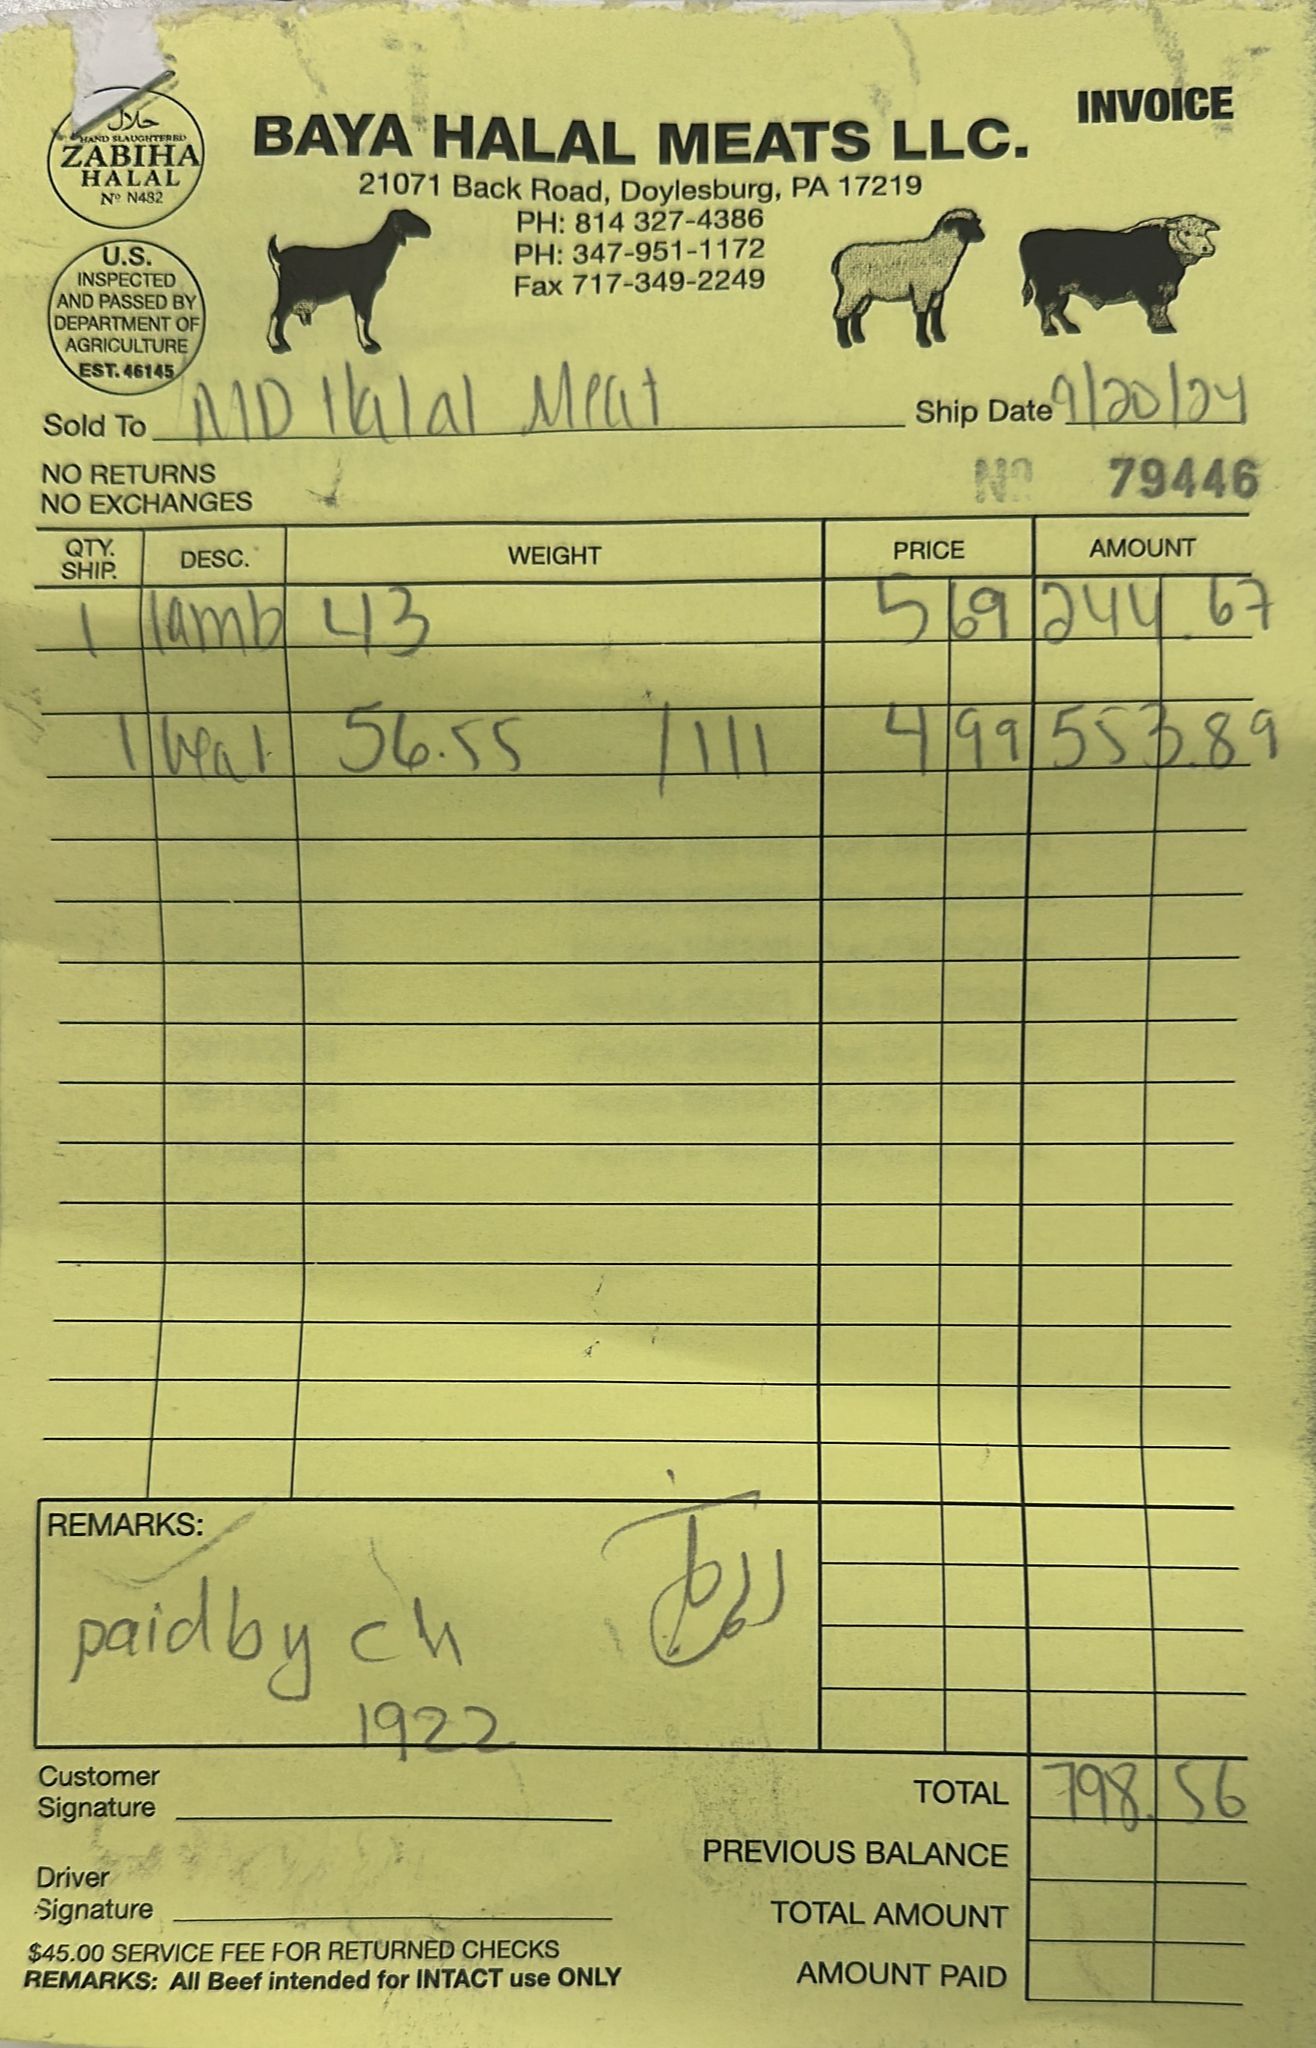 INVOICE
حلال
HAND SLAUGHTERED
ZABIHA
HALAL
Nº N482
BAYA HALAL MEATS LLC.
21071 Back Road, Doylesburg, PA 17219
PH: 814 327-4386
PH: 347-951-1172
Fax 717-349-2249
U.S.
INSPECTED
AND PASSED BY
DEPARTMENT OF
AGRICULTURE
EST. 46145
Sold To MD Halal Meat Ship Date 9/20/24
NO RETURNS
NO EXCHANGES
Nº 79446
QTY. SHIP. DESC. WEIGHT PRICE AMOUNT
1 lamb 43 5 69 244.67
1 veal 56.55 / 111 4 99 553.89
REMARKS:
paid by ch
1922
Customer
Signature
TOTAL 798.56
PREVIOUS BALANCE
Driver
Signature
TOTAL AMOUNT
$45.00 SERVICE FEE FOR RETURNED CHECKS
REMARKS: All Beef intended for INTACT use ONLY
AMOUNT PAID